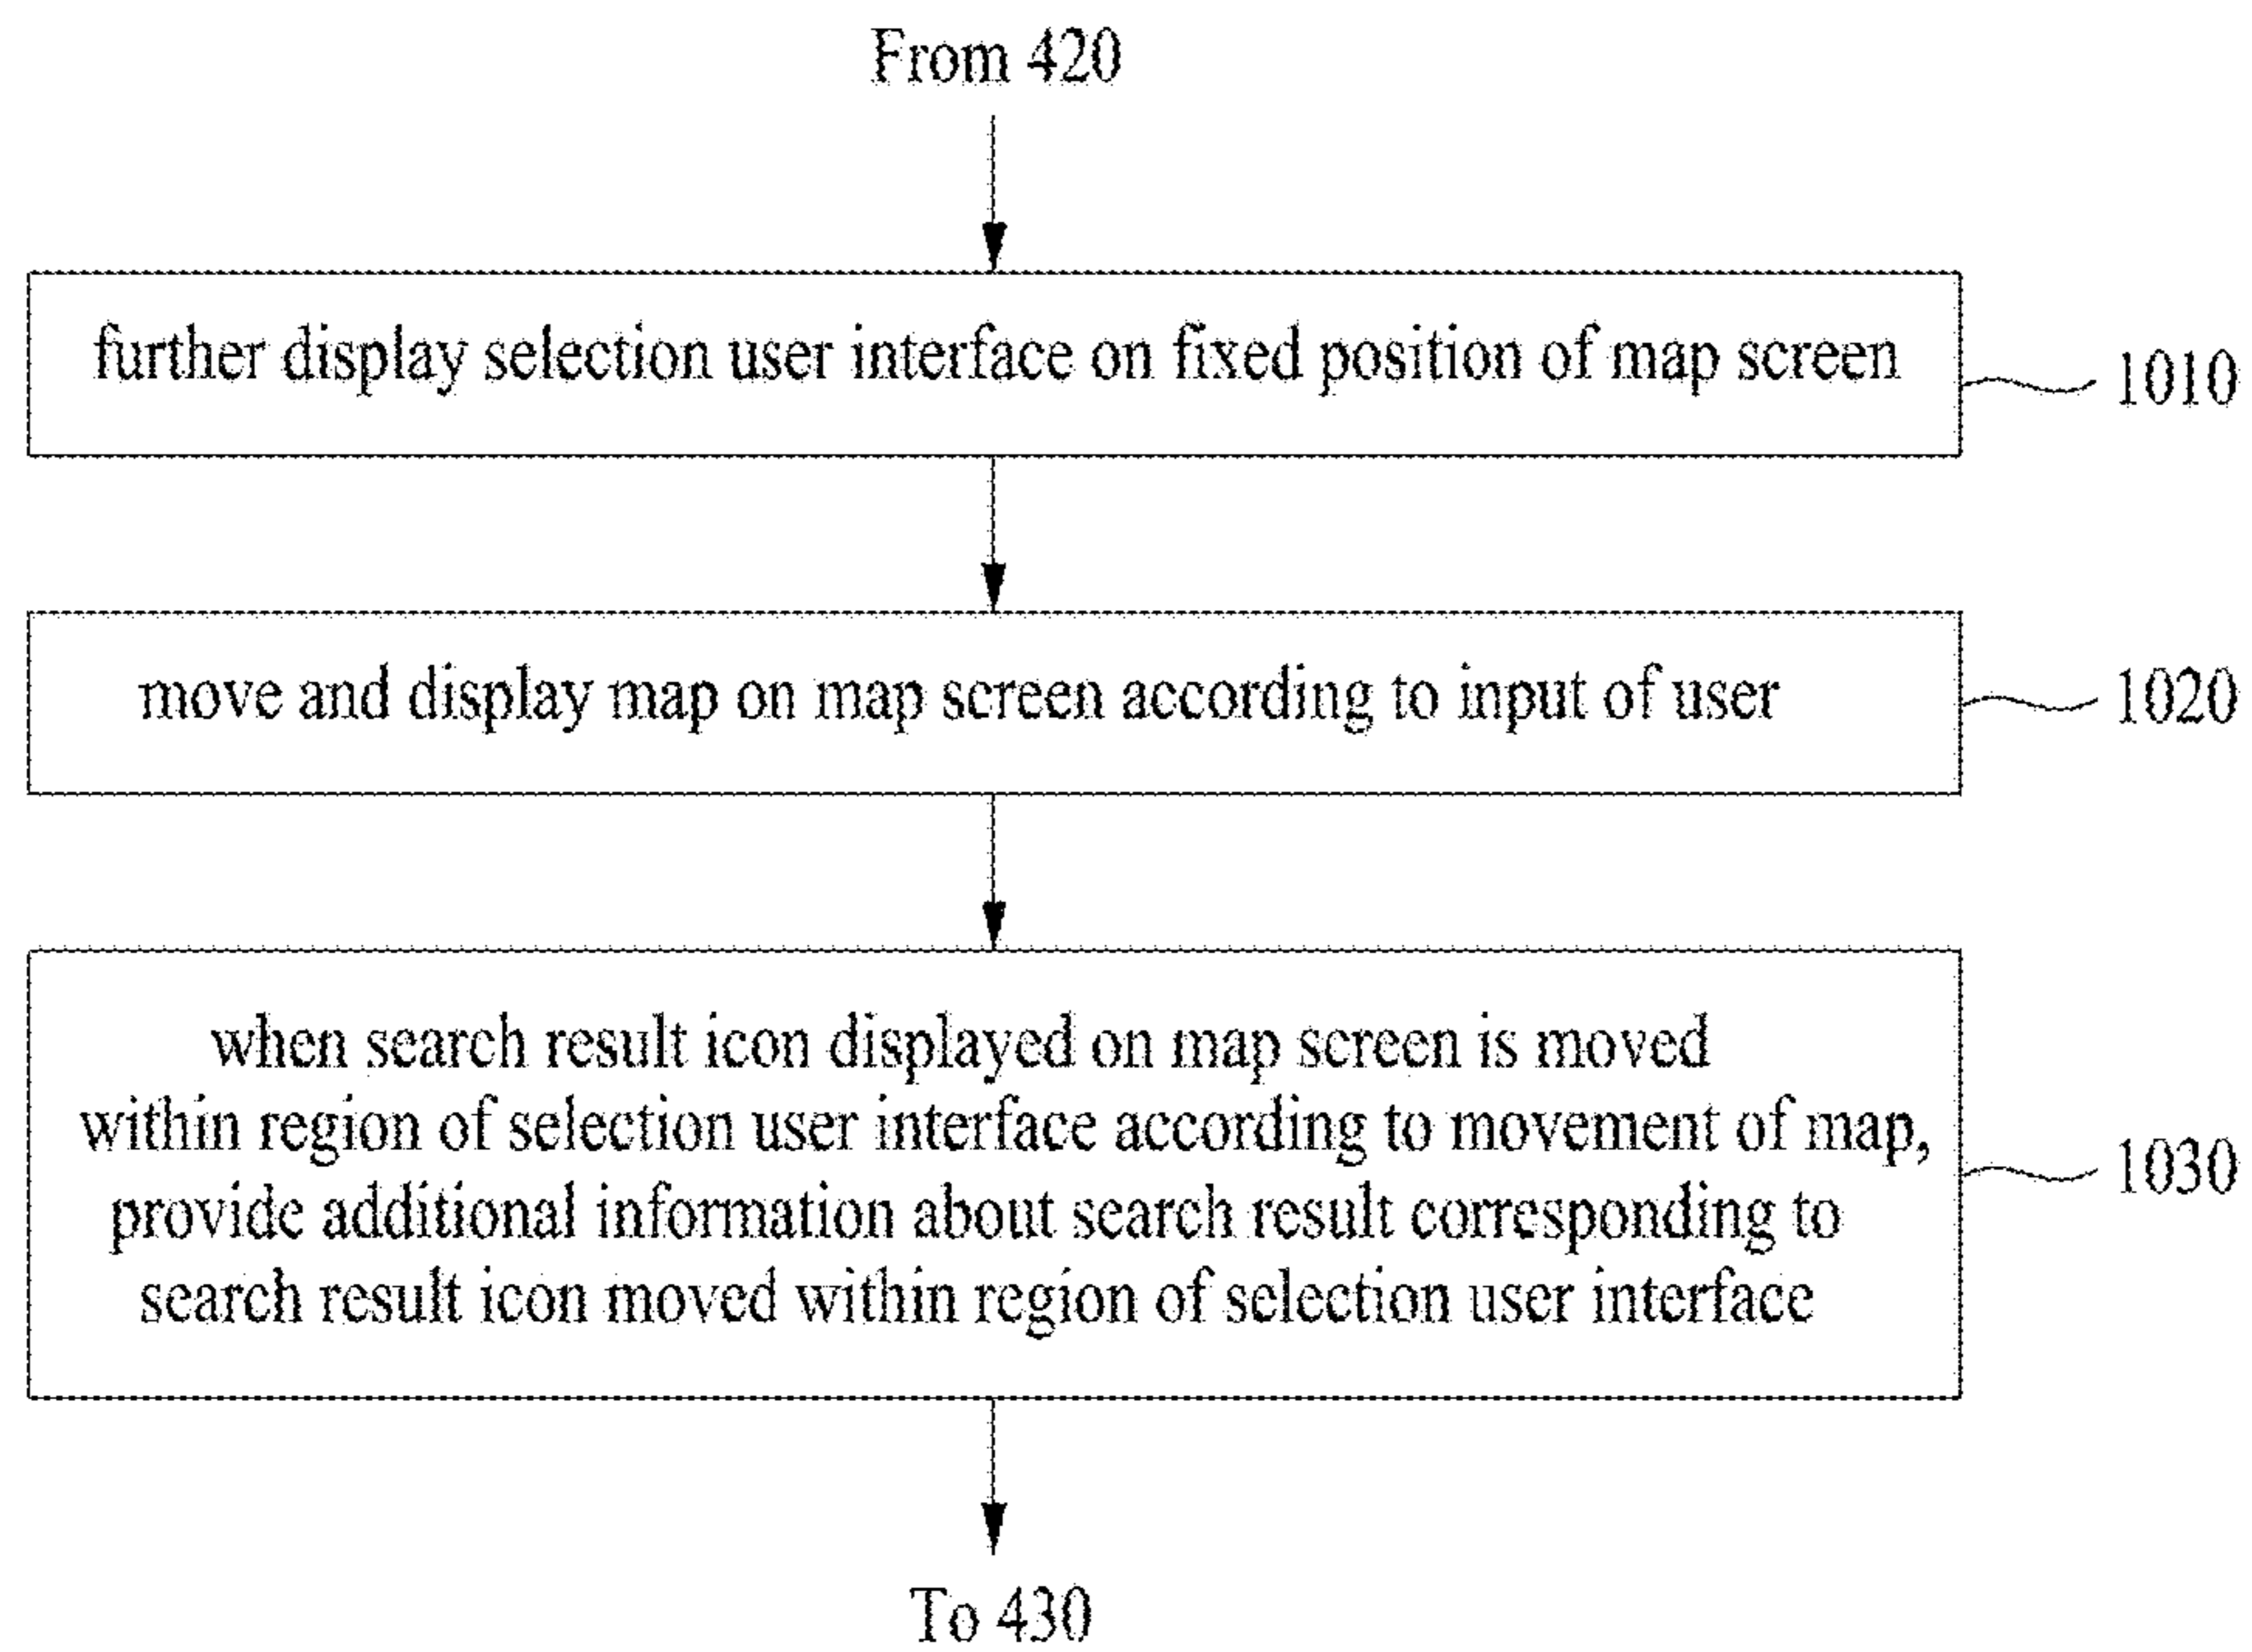 From 420
further display selection user interface on fixed position of map screen
1010
move and display map on map screen according to input of user
1020
when search result icon displayed on map screen is moved
within region of selection user interface according to movement of map,
provide additional information about search result corresponding to
search result icon moved within region of selection user interface
1030
To 430